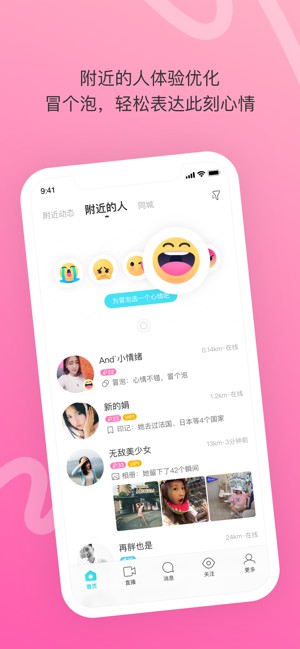 附近的人体验优化
冒个泡，轻松表达此刻心情
9:41
附近动态 附近的人 同城
为冒泡选一个心情吧
And`小情绪
0.14km·在线
22
冒泡：心情不错，冒个泡
新的娟
1.2km·在线
23 VIP
印记：她去过法国、日本等4个国家
无敌美少女
13km·3分钟前
23 VIP
相册：她留下了42个瞬间
再胖也是
在线
首页 直播 消息 关注 更多